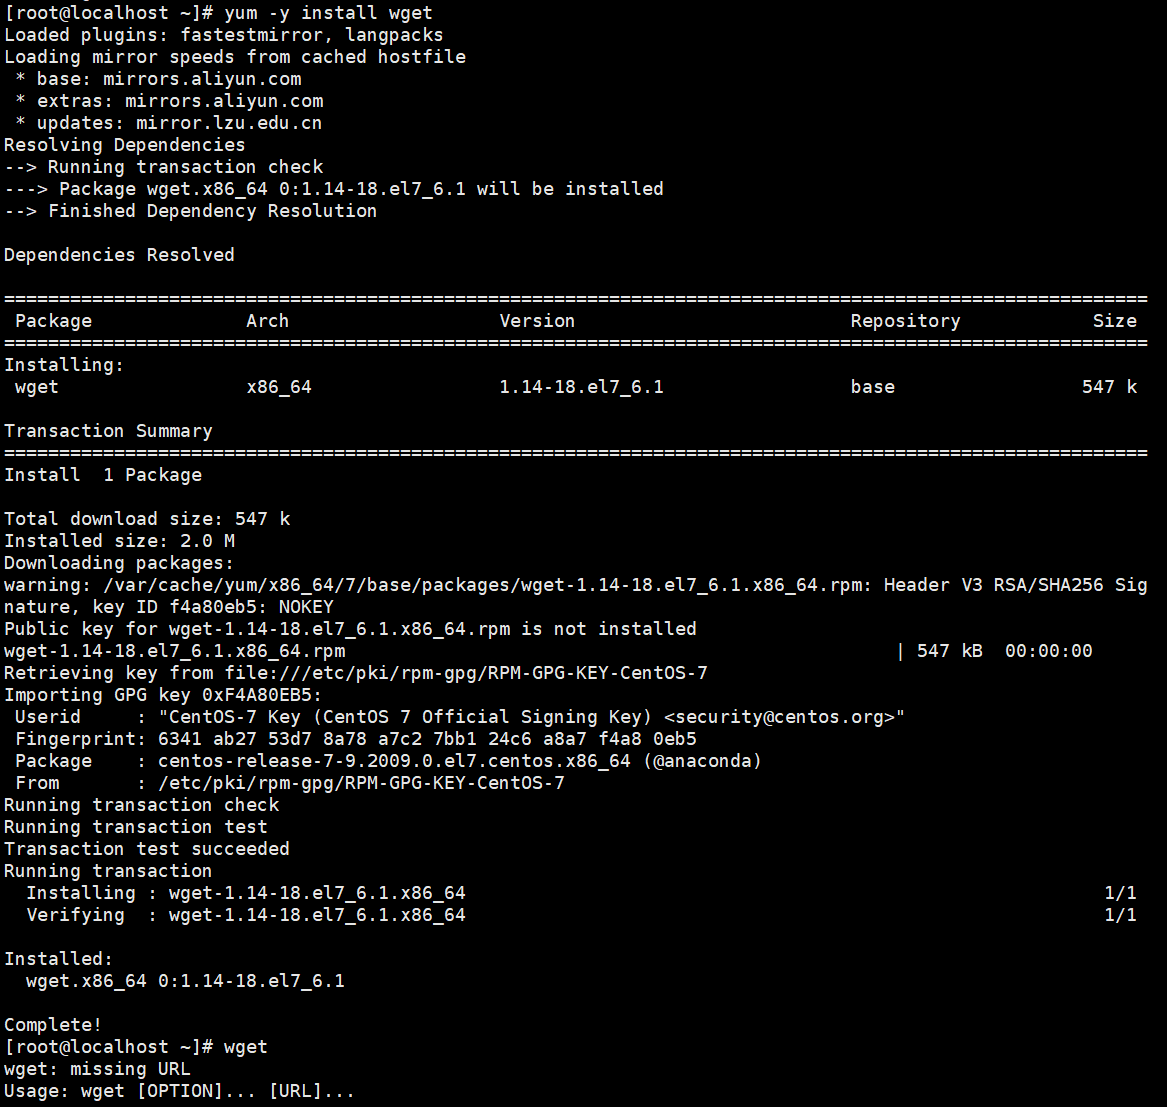 [root@localhost ~]# yum -y install wget
Loaded plugins: fastestmirror, langpacks
Loading mirror speeds from cached hostfile
 * base: mirrors.aliyun.com
 * extras: mirrors.aliyun.com
 * updates: mirror.lzu.edu.cn
Resolving Dependencies
--> Running transaction check
---> Package wget.x86_64 0:1.14-18.el7_6.1 will be installed
--> Finished Dependency Resolution

Dependencies Resolved

========================================================================================================
 Package              Arch                   Version                         Repository            Size
========================================================================================================
Installing:
 wget                 x86_64                 1.14-18.el7_6.1                 base                 547 k

Transaction Summary
========================================================================================================
Install  1 Package

Total download size: 547 k
Installed size: 2.0 M
Downloading packages:
warning: /var/cache/yum/x86_64/7/base/packages/wget-1.14-18.el7_6.1.x86_64.rpm: Header V3 RSA/SHA256 Sig
nature, key ID f4a80eb5: NOKEY
Public key for wget-1.14-18.el7_6.1.x86_64.rpm is not installed
wget-1.14-18.el7_6.1.x86_64.rpm                                                  | 547 kB  00:00:00
Retrieving key from file:///etc/pki/rpm-gpg/RPM-GPG-KEY-CentOS-7
Importing GPG key 0xF4A80EB5:
 Userid     : "CentOS-7 Key (CentOS 7 Official Signing Key) <security@centos.org>"
 Fingerprint: 6341 ab27 53d7 8a78 a7c2 7bb1 24c6 a8a7 f4a8 0eb5
 Package    : centos-release-7-9.2009.0.el7.centos.x86_64 (@anaconda)
 From       : /etc/pki/rpm-gpg/RPM-GPG-KEY-CentOS-7
Running transaction check
Running transaction test
Transaction test succeeded
Running transaction
  Installing : wget-1.14-18.el7_6.1.x86_64                                                          1/1
  Verifying  : wget-1.14-18.el7_6.1.x86_64                                                          1/1

Installed:
  wget.x86_64 0:1.14-18.el7_6.1

Complete!
[root@localhost ~]# wget
wget: missing URL
Usage: wget [OPTION]... [URL]...